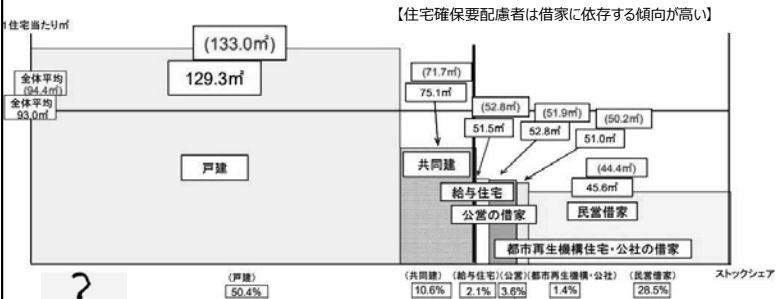 【住宅確保要配慮者は借家に依存する傾向が高い】
1住宅当たり㎡
(133.0㎡)
129.3㎡
全体平均
(94.4㎡)
全体平均
93.0㎡
(71.7㎡)
75.1㎡
(52.8㎡)
51.5㎡
(51.9㎡)
52.8㎡
(50.2㎡)
51.0㎡
(44.4㎡)
45.6㎡
戸建
共同建
給与住宅
公営の借家
民営借家
都市再生機構住宅・公社の借家
?
(戸建)
50.4%
(共同建)
10.6%
(給与住宅)
2.1%
(公営)
3.6%
(都市再生機構・公社)
1.4%
(民営借家)
28.5%
ストックシェア